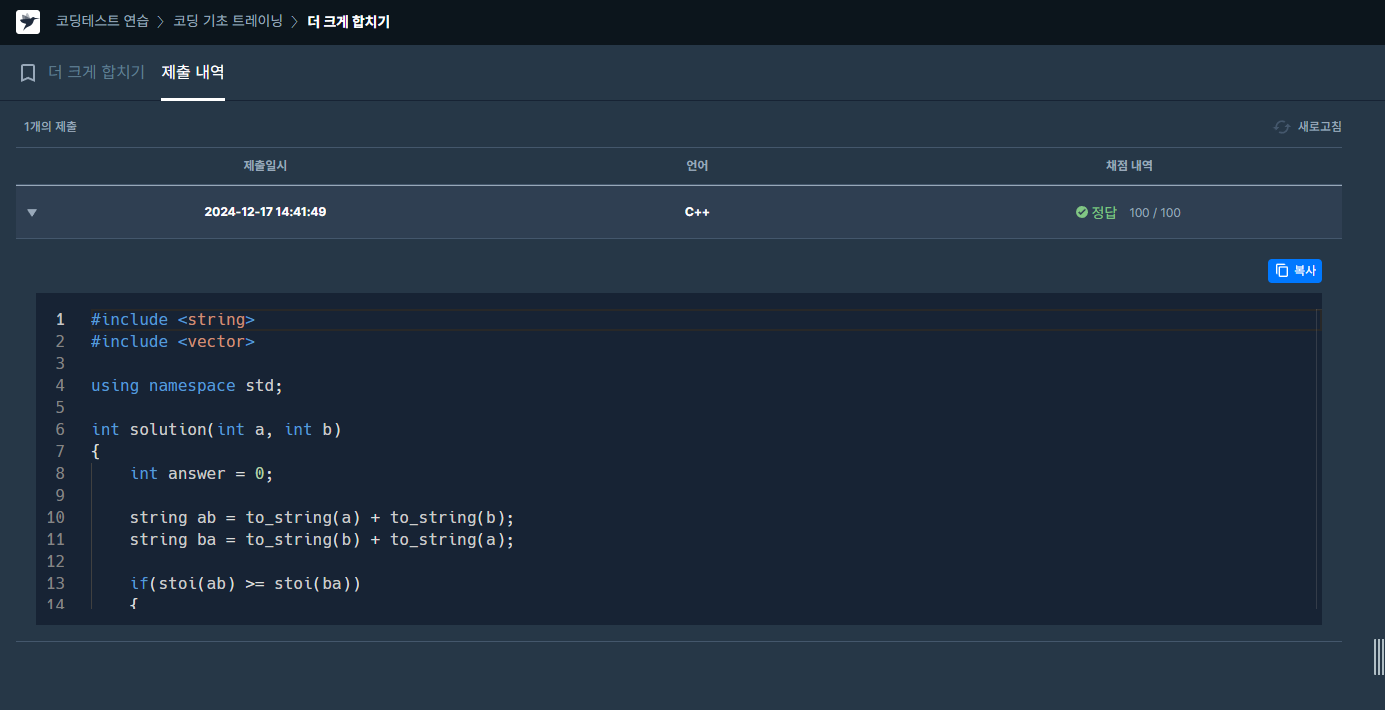 코딩테스트 연습 > 코딩 기초 트레이닝 > 더 크게 합치기
더 크게 합치기 제출 내역
1개의 제출 새로고침
제출일시 언어 채점 내역
2024-12-17 14:41:49 C++ 정답 100 / 100
복사
1 #include <string>
2 #include <vector>
3
4 using namespace std;
5
6 int solution(int a, int b)
7 {
8     int answer = 0;
9
10     string ab = to_string(a) + to_string(b);
11     string ba = to_string(b) + to_string(a);
12
13     if(stoi(ab) >= stoi(ba))
14     {